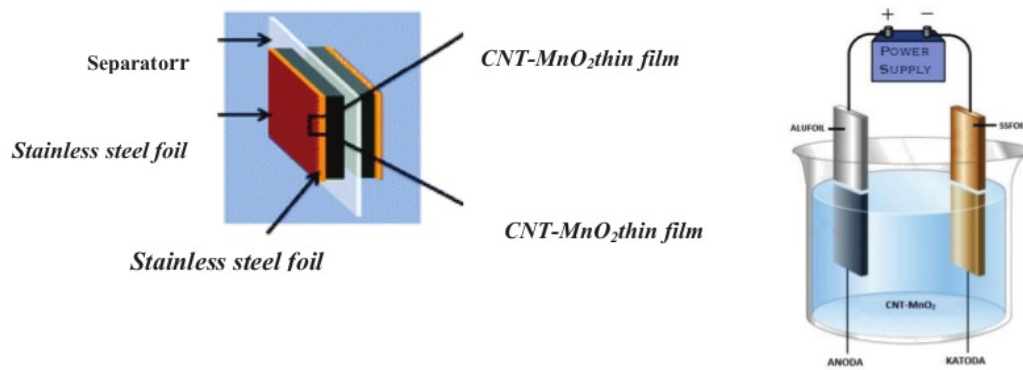 Separatorr
CNT-MnO₂thin film
Stainless steel foil
CNT-MnO₂thin film
Stainless steel foil
+ −
POWER
SUPPLY
ALUFOIL
SSFOIL
CNT-MnO₂
ANODA
KATODA